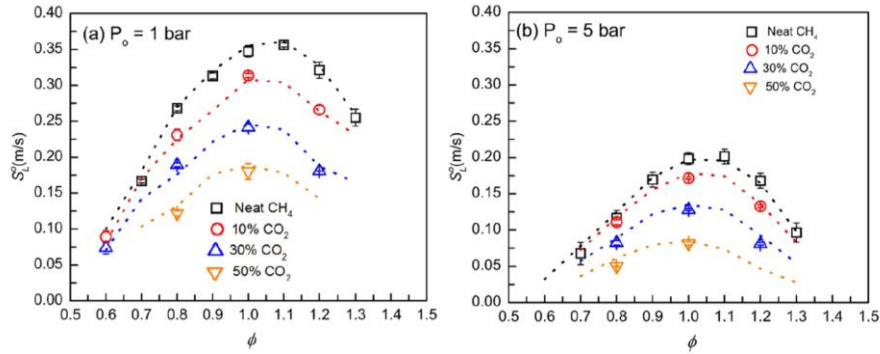 (a) P₀ = 1 bar
0.40
0.35
0.30
0.25
0.20
0.15
0.10
0.05
0.00
S_L^o(m/s)
Neat CH₄
10% CO₂
30% CO₂
50% CO₂
0.5 0.6 0.7 0.8 0.9 1.0 1.1 1.2 1.3 1.4 1.5
ϕ
(b) P₀ = 5 bar
0.40
0.35
0.30
0.25
0.20
0.15
0.10
0.05
0.00
S_L^o(m/s)
Neat CH₄
10% CO₂
30% CO₂
50% CO₂
0.5 0.6 0.7 0.8 0.9 1.0 1.1 1.2 1.3 1.4 1.5
ϕ